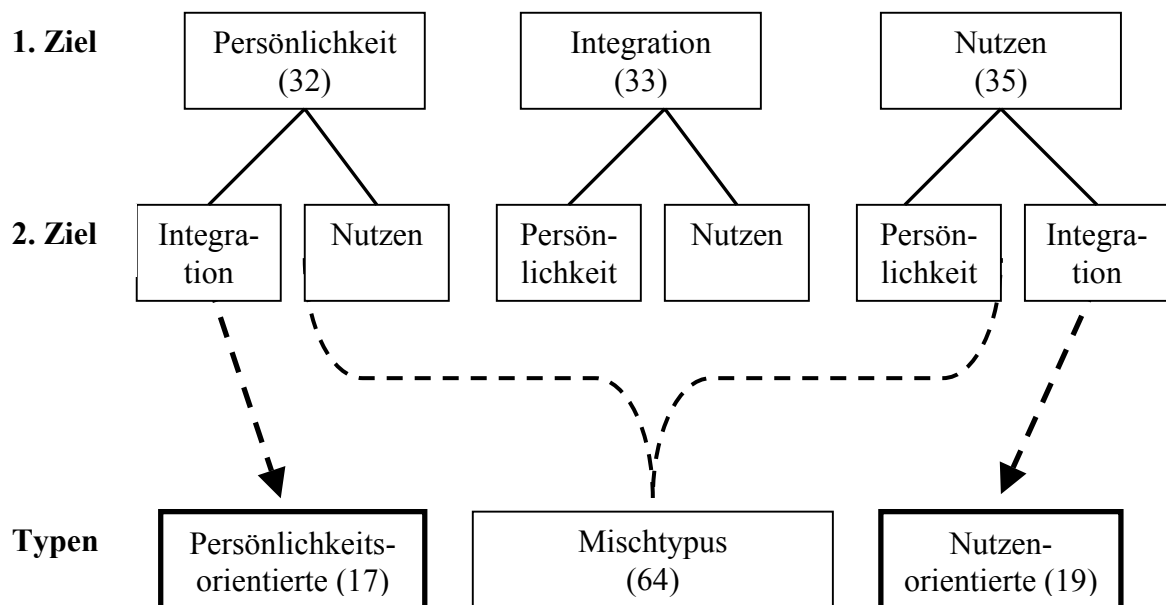 1. Ziel
Persönlichkeit
(32)
Integration
(33)
Nutzen
(35)
2. Ziel
Integra-
tion
Nutzen
Persön-
lichkeit
Nutzen
Persön-
lichkeit
Integra-
tion
Typen
Persönlichkeits-
orientierte (17)
Mischtypus
(64)
Nutzen-
orientierte (19)